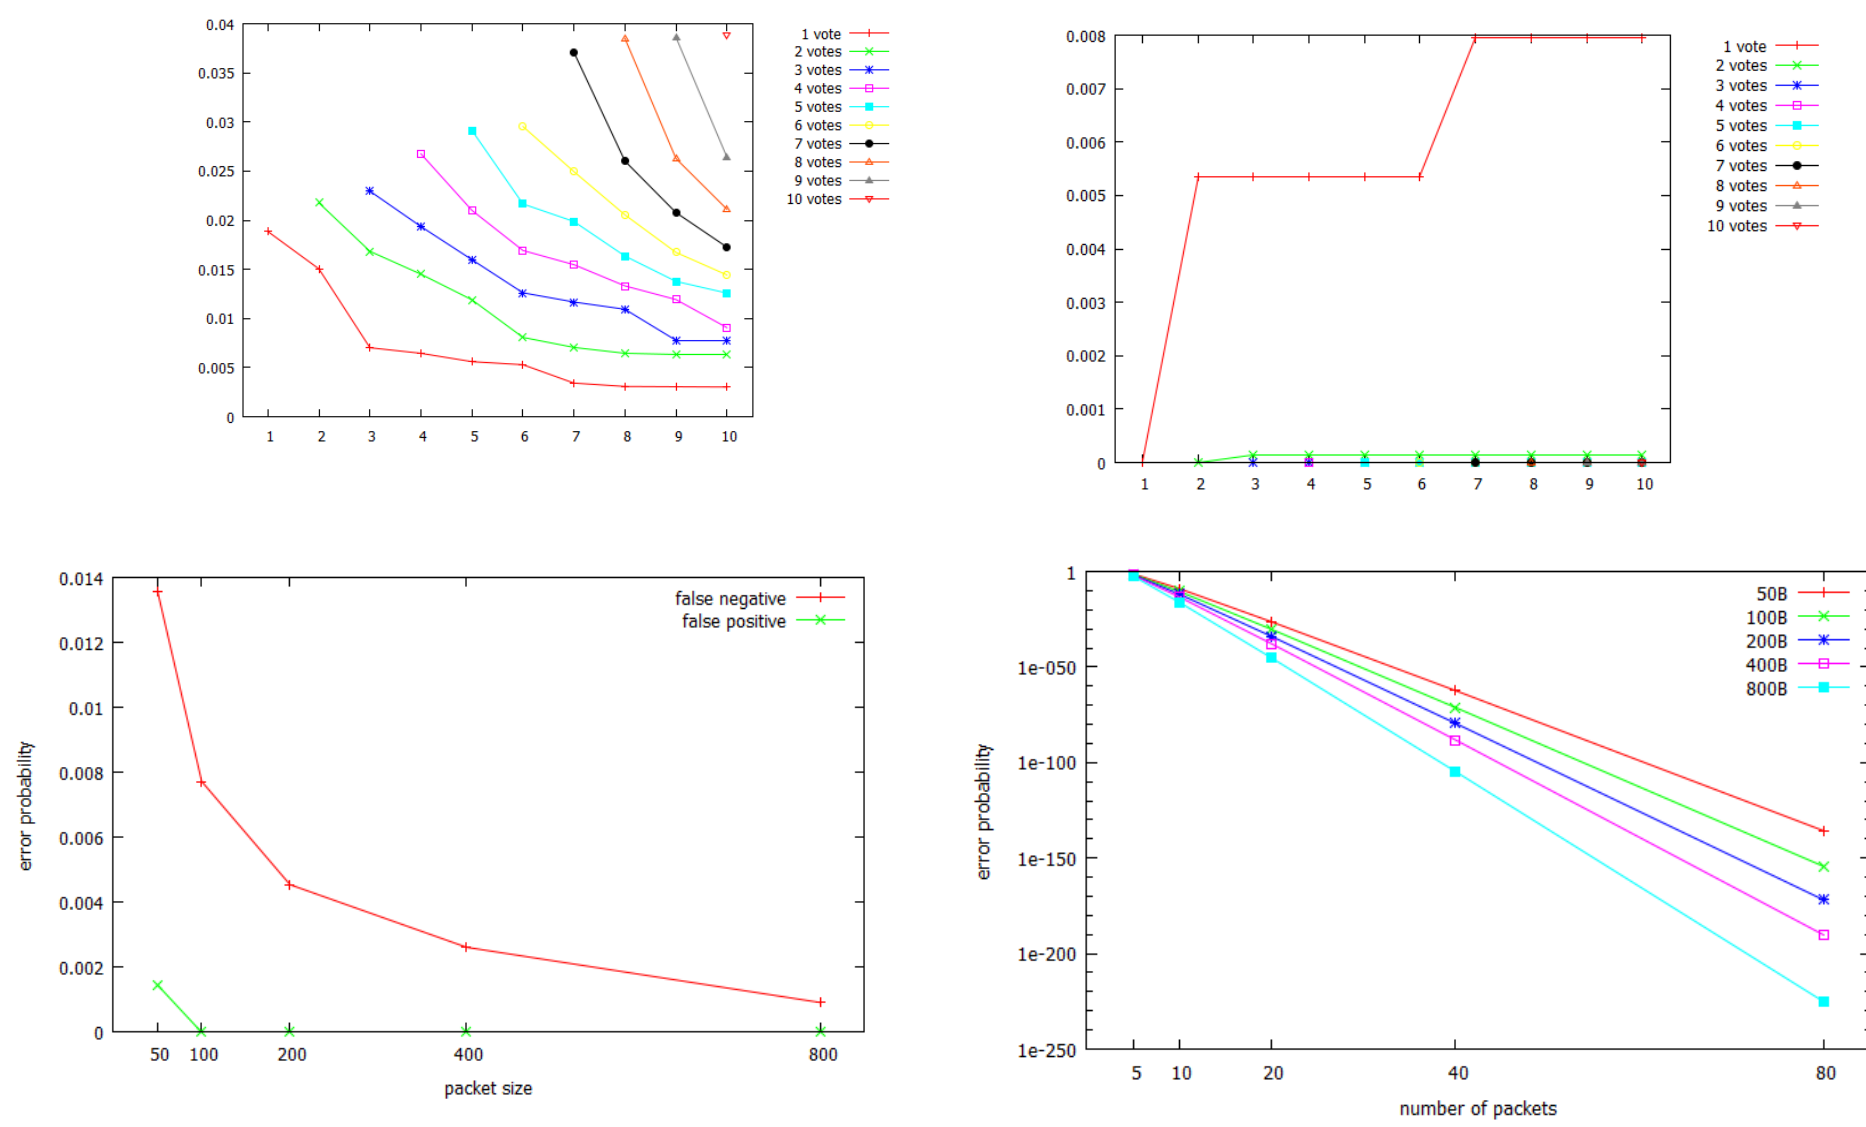 0.04
0.035
0.03
0.025
0.02
0.015
0.01
0.005
0
1 2 3 4 5 6 7 8 9 10
1 vote
2 votes
3 votes
4 votes
5 votes
6 votes
7 votes
8 votes
9 votes
10 votes
0.008
0.007
0.006
0.005
0.004
0.003
0.002
0.001
0
1 2 3 4 5 6 7 8 9 10
1 vote
2 votes
3 votes
4 votes
5 votes
6 votes
7 votes
8 votes
9 votes
10 votes
error probability
0.014
0.012
0.01
0.008
0.006
0.004
0.002
0
50 100 200 400 800
packet size
false negative
false positive
error probability
1
1e-050
1e-100
1e-150
1e-200
1e-250
5 10 20 40 80
number of packets
50B
100B
200B
400B
800B